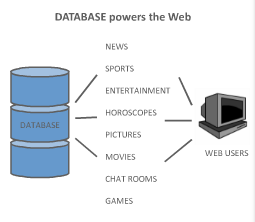 DATABASE powers the Web
NEWS
SPORTS
ENTERTAINMENT
HOROSCOPES
DATABASE
PICTURES
MOVIES
WEB USERS
CHAT ROOMS
GAMES